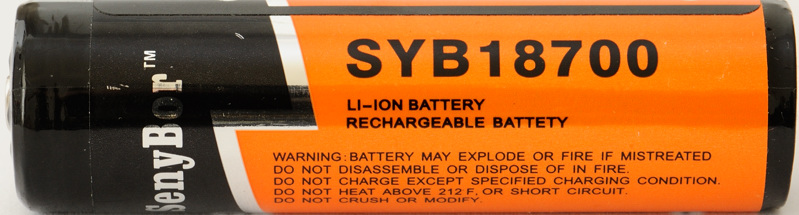 SenyBor™
SYB18700
LI-ION BATTERY
RECHARGEABLE BATTETY
WARNING: BATTERY MAY EXPLODE OR FIRE IF MISTREATED
DO NOT DISASSEMBLE OR DISPOSE OF IN FIRE.
DO NOT CHARGE EXCEPT SPECIFIED CHARGING CONDITION.
DO NOT HEAT ABOVE 212 F, OR SHORT CIRCUIT.
DO NOT CRUSH OR MODIFY.